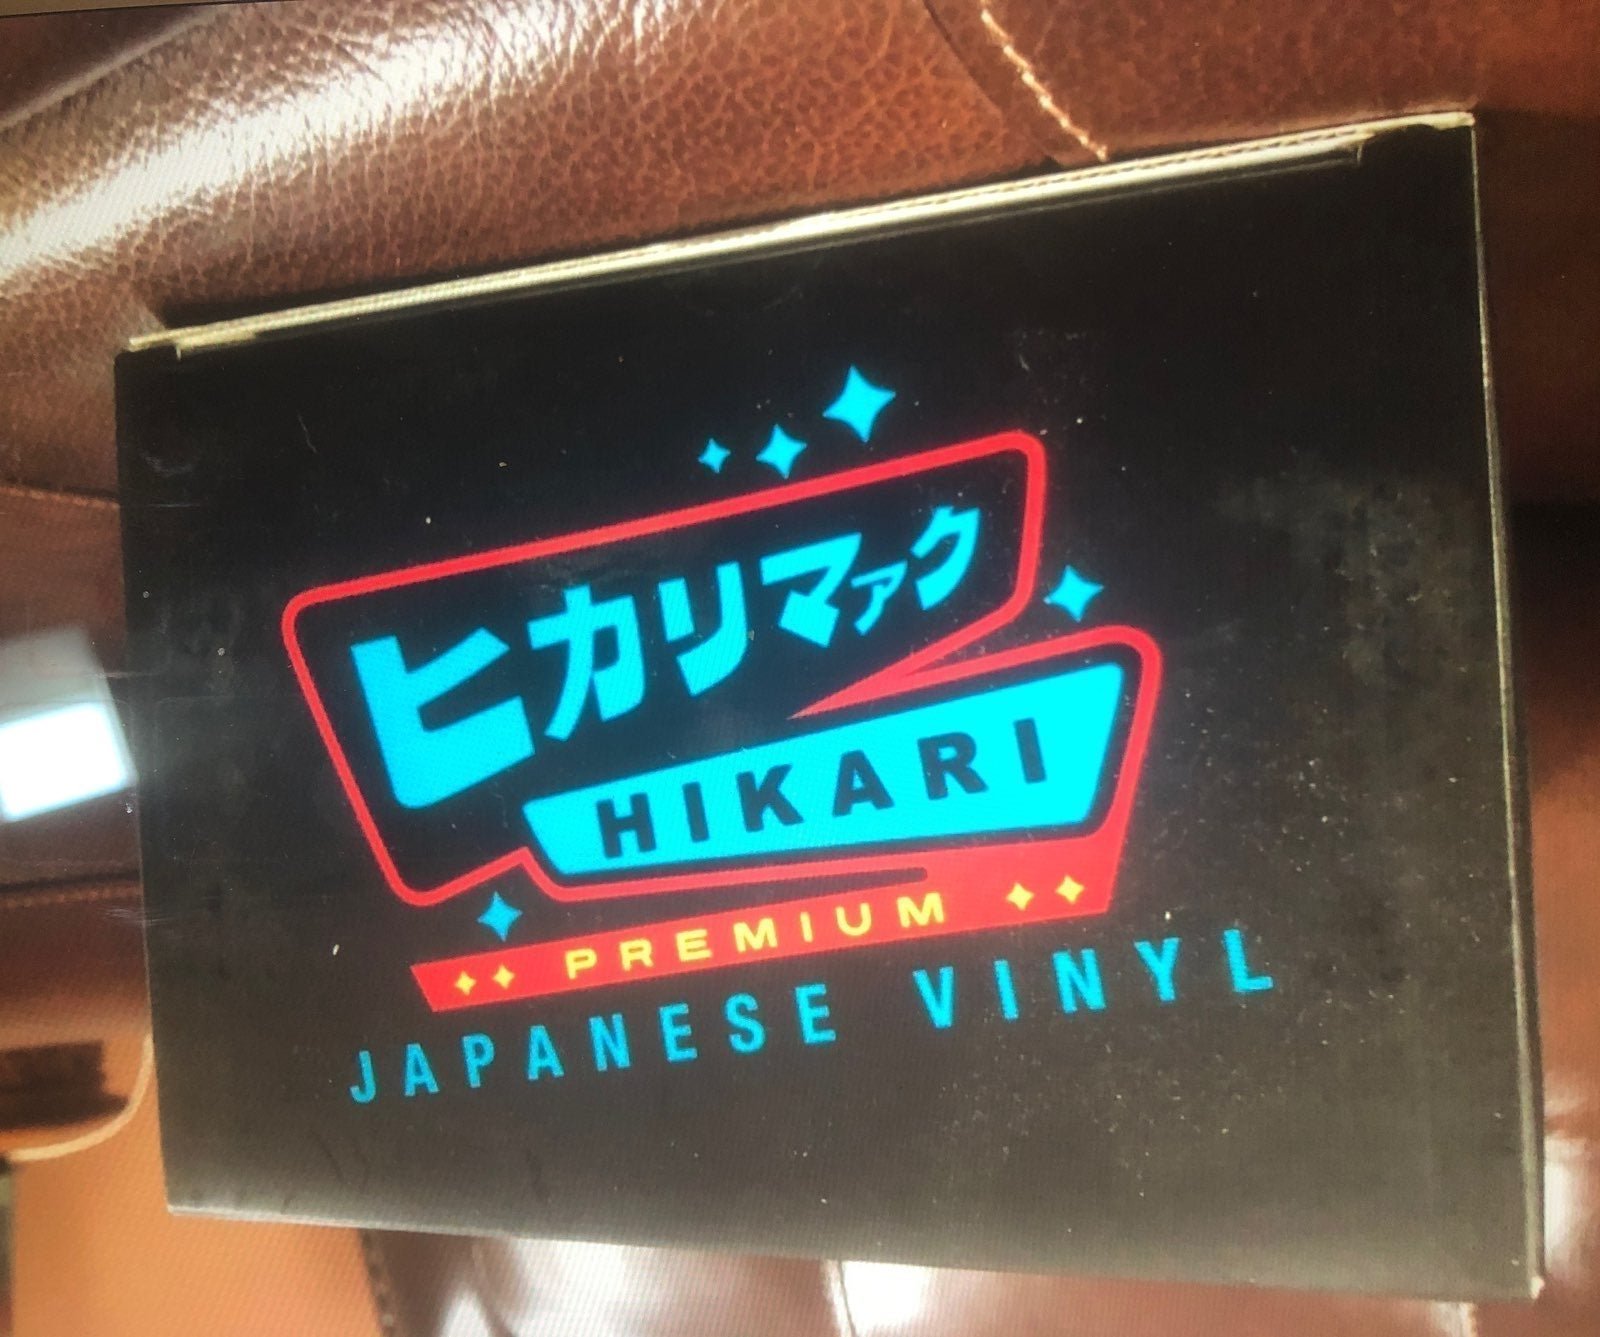 ヒカリマァク
HIKARI
PREMIUM
JAPANESE VINYL